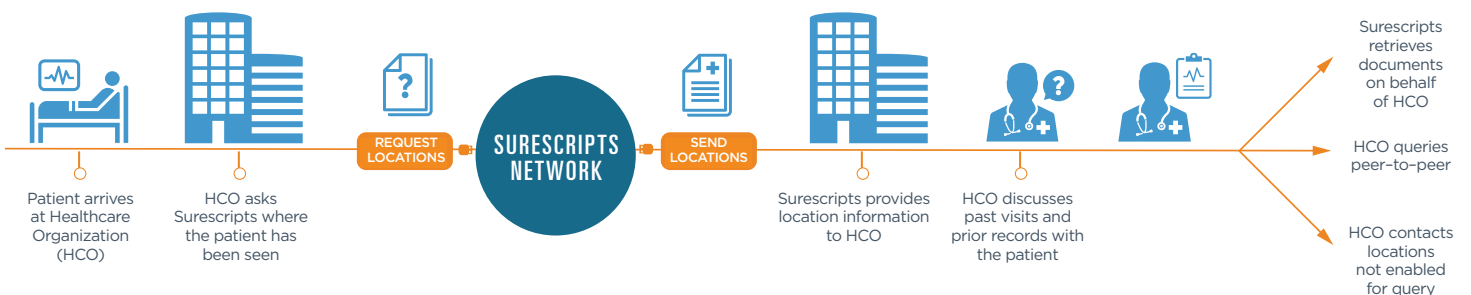 Patient arrives
at Healthcare
Organization
(HCO)
HCO asks
Surescripts where
the patient has
been seen
?
REQUEST
LOCATIONS
SURESCRIPTS
NETWORK
SEND
LOCATIONS
Surescripts provides
location information
to HCO
?
HCO discusses
past visits and
prior records with
the patient
Surescripts
retrieves
documents
on behalf
of HCO
HCO queries
peer-to-peer
HCO contacts
locations
not enabled
for query